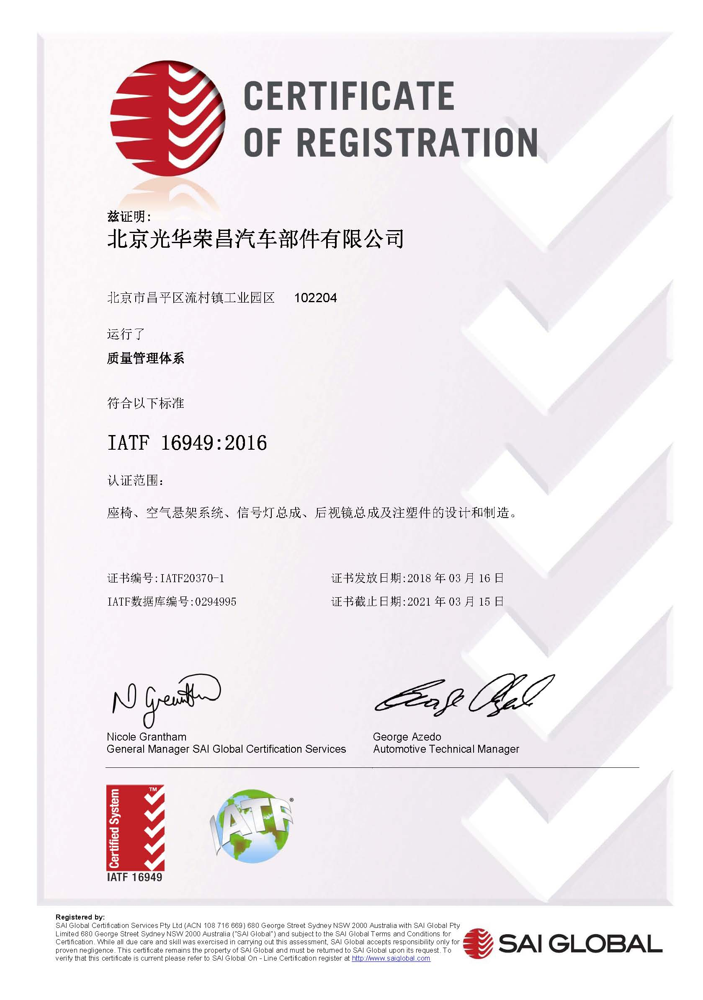 CERTIFICATE
OF REGISTRATION
兹证明:
北京光华荣昌汽车部件有限公司
北京市昌平区流村镇工业园区 102204
运行了
质量管理体系
符合以下标准
IATF 16949:2016
认证范围:
座椅、空气悬架系统、信号灯总成、后视镜总成及注塑件的设计和制造。
证书编号:IATF20370-1 证书发放日期:2018 年 03 月 16 日
IATF数据库编号:0294995 证书截止日期:2021 年 03 月 15 日
N Grantham George Azedo
Nicole Grantham George Azedo
General Manager SAI Global Certification Services Automotive Technical Manager
Certified System TM
IATF ®
IATF 16949
Registered by:
SAI Global Certification Services Pty Ltd (ACN 108 716 669) 680 George Street Sydney NSW 2000 Australia with SAI Global Pty
Limited 680 George Street Sydney NSW 2000 Australia ("SAI Global") and subject to the SAI Global Terms and Conditions for
Certification. While all due care and skill was exercised in carrying out this assessment, SAI Global accepts responsibility only for
proven negligence. This certificate remains the property of SAI Global and must be returned to SAI Global upon its request. To
verify that this certificate is current please refer to SAI Global On - Line Certification register at http://www.saiglobal.com
SAI GLOBAL